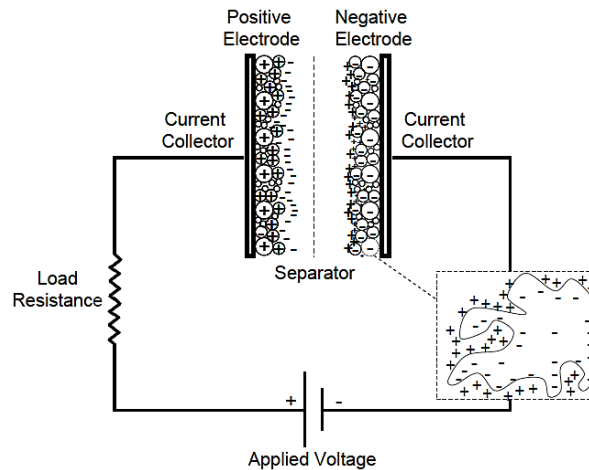 Positive
Electrode
Negative
Electrode
Current
Collector
Current
Collector
Separator
Load
Resistance
+
-
Applied Voltage